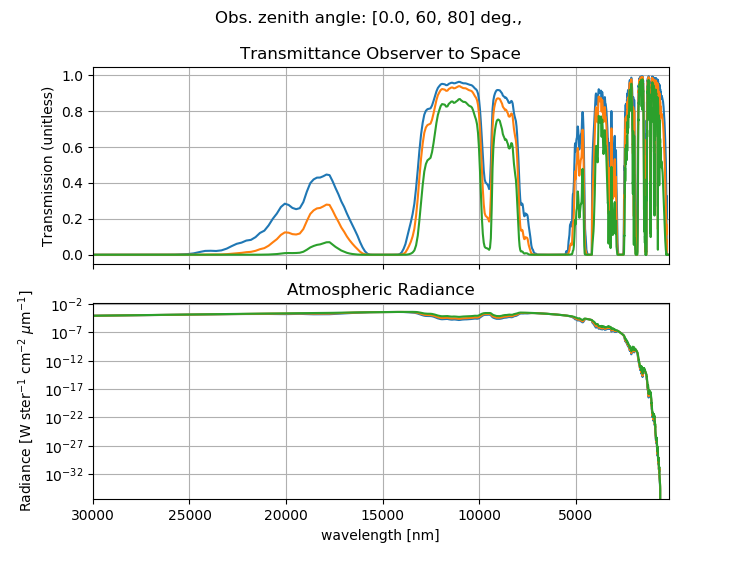 Obs. zenith angle: [0.0, 60, 80] deg.,
Transmittance Observer to Space
Transmission (unitless)
1.0
0.8
0.6
0.4
0.2
0.0
Atmospheric Radiance
Radiance [W ster⁻¹ cm⁻² μm⁻¹]
10⁻²
10⁻⁷
10⁻¹²
10⁻¹⁷
10⁻²²
10⁻²⁷
10⁻³²
30000 25000 20000 15000 10000 5000
wavelength [nm]